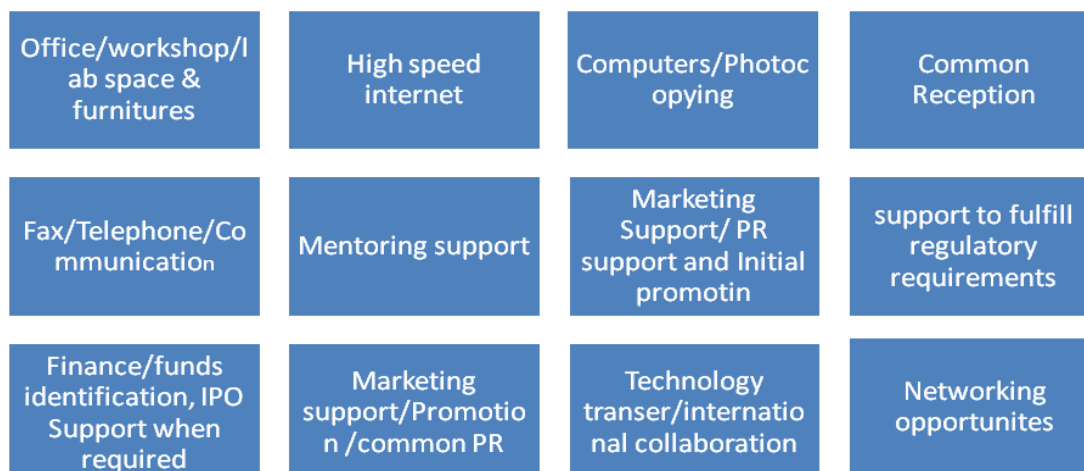 Office/workshop/l
ab space &
furnitures
High speed
internet
Computers/Photoc
opying
Common
Reception
Fax/Telephone/Co
mmunication
Mentoring support
Marketing
Support/ PR
support and Initial
promotin
support to fulfill
regulatory
requirements
Finance/funds
identification, IPO
Support when
required
Marketing
support/Promotio
n /common PR
Technology
transer/internatio
nal collaboration
Networking
opportunites